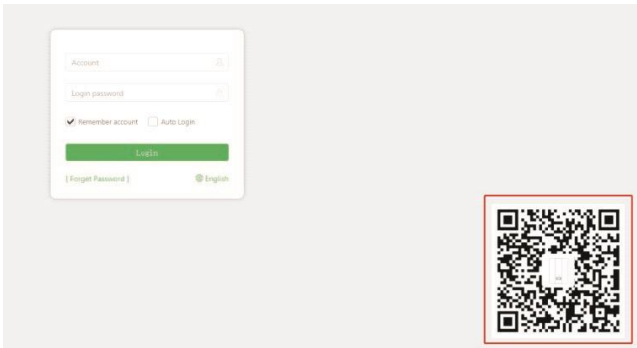 Account
Login password
Remember account Auto Login
Login
[ Forget Password ] English